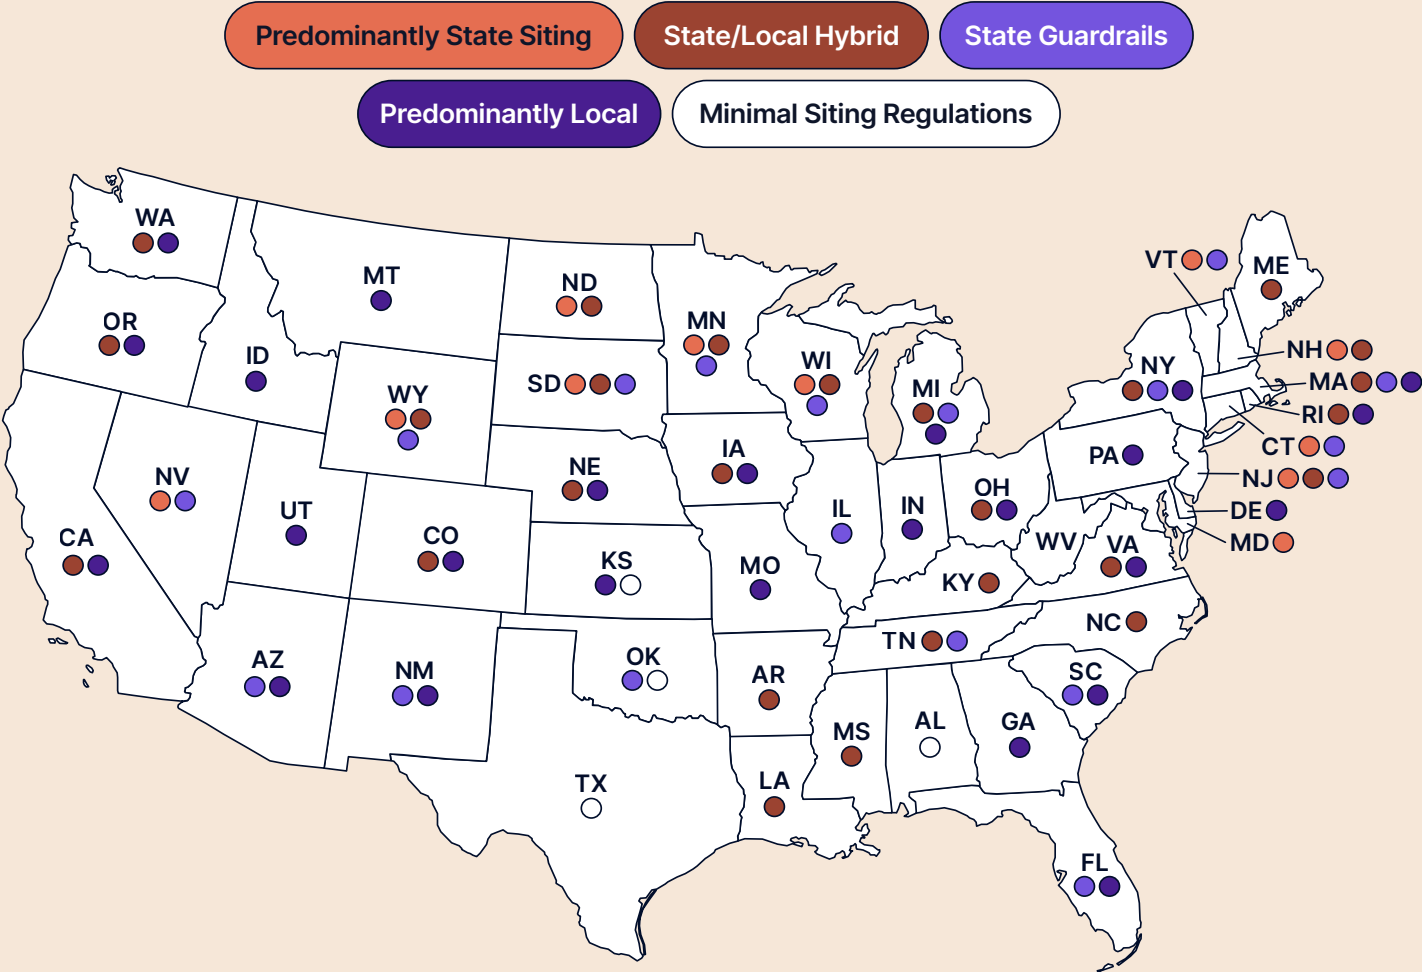 Predominantly State Siting
State/Local Hybrid
State Guardrails
Predominantly Local
Minimal Siting Regulations
WA
VT
ME
MT
ND
OR
MN
NH
ID
WI
NY
SD
MA
WY
MI
RI
CT
IA
PA
NE
NV
NJ
OH
UT
IL
IN
DE
CO
CA
WV
VA
MD
KS
MO
KY
NC
TN
OK
AZ
NM
AR
SC
AL
GA
MS
TX
LA
FL